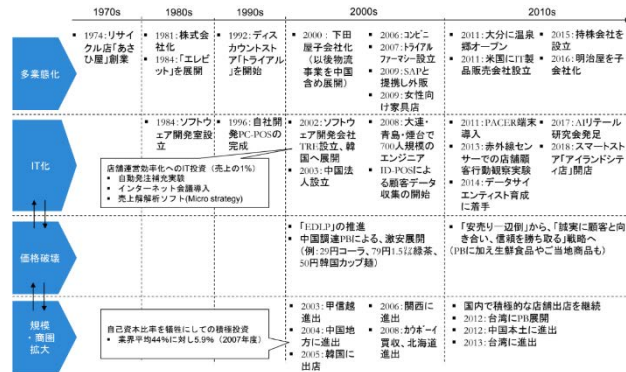 1970s
1980s
1990s
2000s
2010s
多業態化
1974：リサイクル店「あさひ屋」創業
1981：株式会社化
1984：「エレビット」を展開
1992：ディスカウントストア「トライアル」を開始
2000： 下田屋子会社化（以後物流事業を中国含め展開）
2006：コンビニ
2007：トライアルファーマシー設立
2009：SAPと提携し外販
2009：女性向け家具店
2011：大分に温泉郷オープン
2011：米国にIT製品販売会社設立
2015：持株会社を設立
2016：明治屋を子会社化
IT化
1984：ソフトウェア開発室設立
1996：自社開発PC-POSの完成
店舗運営効率化へのIT投資（売上の1%）
自動発注補充実験
インターネット会議導入
売上解解析ソフト(Micro strategy)
2002：ソフトウェア開発会社TRE設立、韓国へ展開
2003：中国法人設立
2008：大連・青島・煙台で700人規模のエンジニア
ID-POSによる顧客データ収集の開始
2011：PACER端末導入
2013：赤外線センサーでの店舗顧客行動観察実験
2014：データサイエンティスト育成に着手
2017：AIリテール研究会発足
2018：スマートストア「アイランドシティ店」開店
価格破壊
「EDLP」の推進
中国調達PBによる、激安展開（例：29円コーラ、79円1.5㍑緑茶、50円韓国カップ麺）
「安売り一辺倒」から、「誠実に顧客と向き合い、信頼を勝ち取る」戦略へ（PBに加え生鮮食品やご当地商品も）
規模・商圏拡大
自己資本比率を犠牲にしての積極投資
業界平均44%に対し5.9%（2007年度）
2003：甲信越進出
2004：中国地方に進出
2005：韓国に出店
2006：関西に進出
2008：カウボーイ買収、北海道進出
国内で積極的な店舗出店を継続
2012：台湾にPB展開
2012：中国本土に進出
2013：台湾に進出